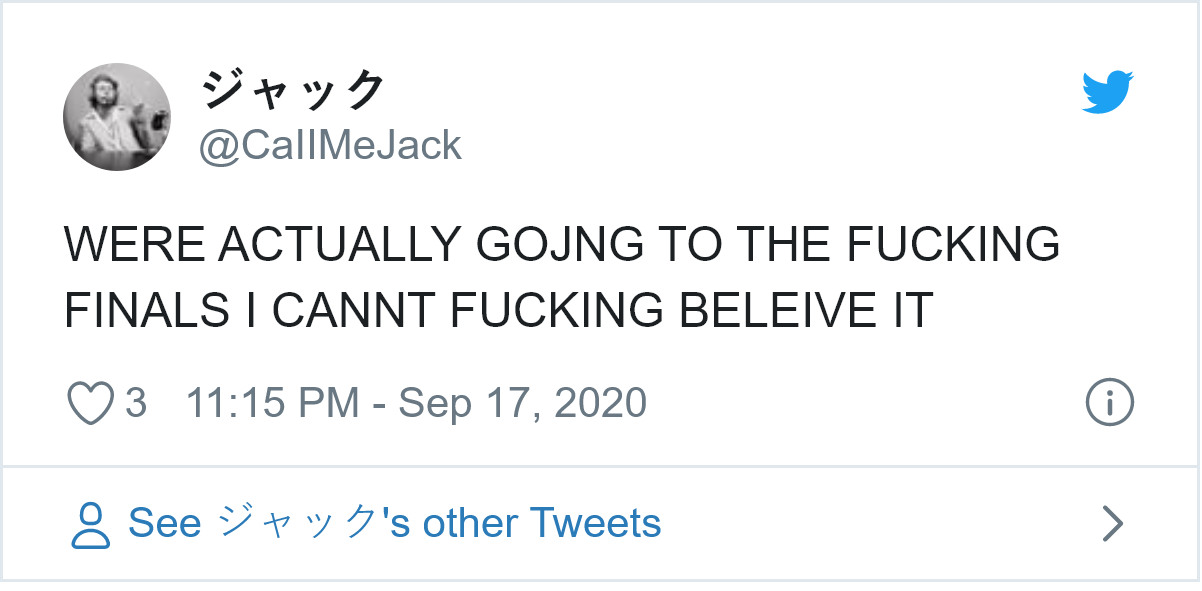 ジャック
@CallMeJack
WERE ACTUALLY GOJNG TO THE FUCKING
FINALS I CANNT FUCKING BELEIVE IT
3 11:15 PM - Sep 17, 2020
See ジャック's other Tweets